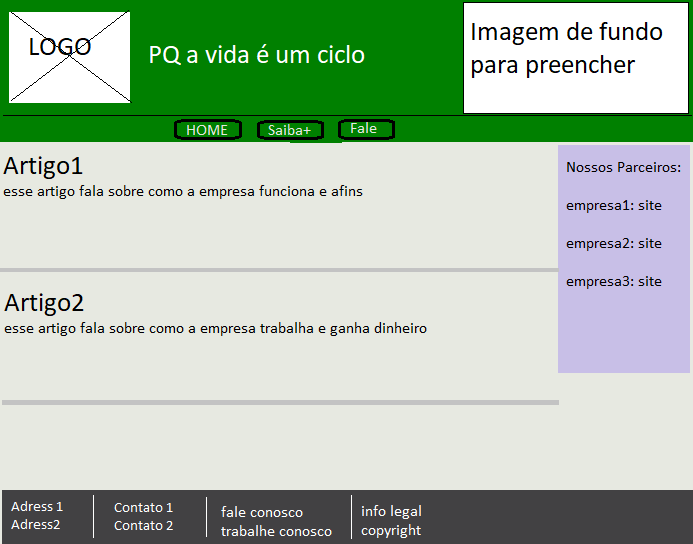 LOGO
PQ a vida é um ciclo
Imagem de fundo
para preencher
HOME
Saiba+
Fale
Artigo1
esse artigo fala sobre como a empresa funciona e afins
Nossos Parceiros:
empresa1: site
empresa2: site
empresa3: site
Artigo2
esse artigo fala sobre como a empresa trabalha e ganha dinheiro
Adress 1
Adress2
Contato 1
Contato 2
fale conosco
trabalhe conosco
info legal
copyright